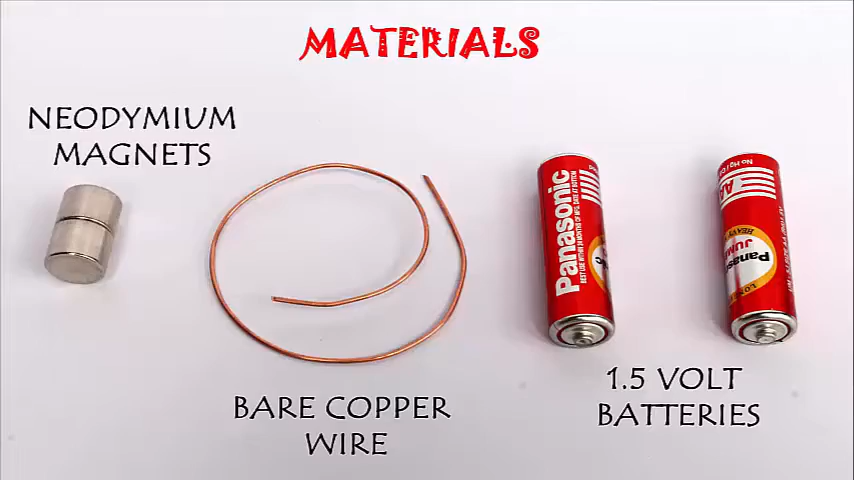 MATERIALS
NEODYMIUM
MAGNETS
Panasonic
BARE COPPER
WIRE
1.5 VOLT
BATTERIES